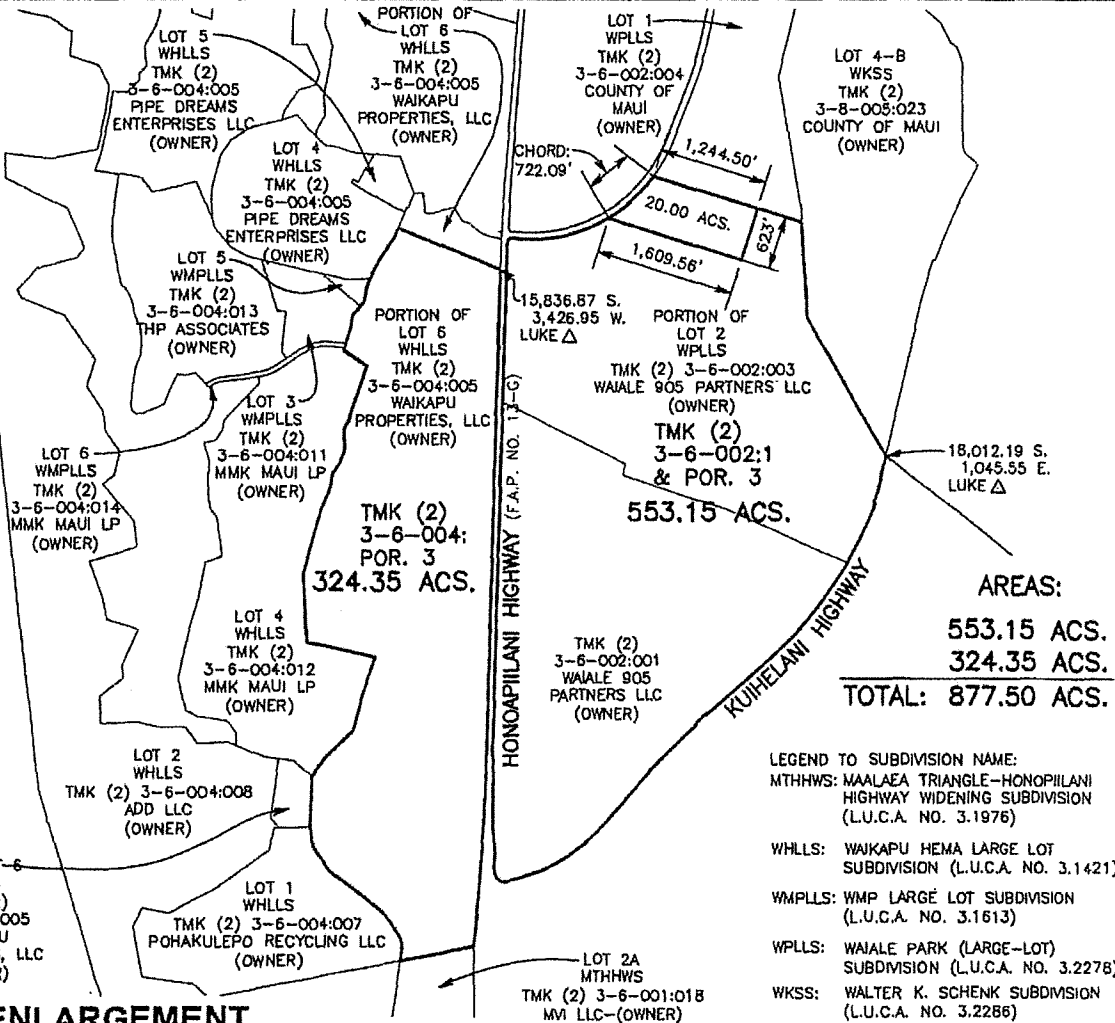 LOT 5
WHLLS
TMK (2)
3-6-004:005
PIPE DREAMS
ENTERPRISES LLC
(OWNER)
PORTION OF
LOT 6
WHLLS
TMK (2)
3-6-004:005
WAIKAPU
PROPERTIES, LLC
(OWNER)
LOT 1
WPLLS
TMK (2)
3-6-002:004
COUNTY OF
MAUI
(OWNER)
LOT 4-B
WKSS
TMK (2)
3-8-005:023
COUNTY OF MAUI
(OWNER)
LOT 4
WHLLS
TMK (2)
3-6-004:005
PIPE DREAMS
ENTERPRISES LLC
(OWNER)
CHORD:
722.09'
1,244.50'
20.00 ACS.
623'
1,609.56'
LOT 5
WMPLLS
TMK (2)
3-6-004:013
THP ASSOCIATES
(OWNER)
15,836.87 S.
3,426.95 W.
LUKE △
PORTION OF
LOT 6
WHLLS
TMK (2)
3-6-004:005
WAIKAPU
PROPERTIES, LLC
(OWNER)
PORTION OF
LOT 2
WPLLS
TMK (2) 3-6-002:003
WAIALE 905 PARTNERS LLC
(OWNER)
TMK (2)
3-6-002:1
& POR. 3
553.15 ACS.
LOT 3
WMPLLS
TMK (2)
3-6-004:011
MMK MAUI LP
(OWNER)
LOT 6
WMPLLS
TMK (2)
3-6-004:014
MMK MAUI LP
(OWNER)
18,012.19 S.
1,045.55 E.
LUKE △
TMK (2)
3-6-004:
POR. 3
324.35 ACS.
HONOAPIILANI HIGHWAY (F.A.P. NO. 13-G)
KUIHELANI HIGHWAY
AREAS:
553.15 ACS.
324.35 ACS.
TOTAL: 877.50 ACS.
LOT 4
WHLLS
TMK (2)
3-6-004:012
MMK MAUI LP
(OWNER)
TMK (2)
3-6-002:001
WAIALE 905
PARTNERS LLC
(OWNER)
LOT 2
WHLLS
TMK (2) 3-6-004:008
ADD LLC
(OWNER)
LEGEND TO SUBDIVISION NAME:
MTHHWS: MAALAEA TRIANGLE-HONOPIILANI
HIGHWAY WIDENING SUBDIVISION
(L.U.C.A. NO. 3.1976)
WHLLS: WAIKAPU HEMA LARGE LOT
SUBDIVISION (L.U.C.A. NO. 3.1421)
WMPLLS: WMP LARGE LOT SUBDIVISION
(L.U.C.A. NO. 3.1613)
WPLLS: WAIALE PARK (LARGE-LOT)
SUBDIVISION (L.U.C.A. NO. 3.2278)
WKSS: WALTER K. SCHENK SUBDIVISION
(L.U.C.A. NO. 3.2286)
LOT 1
WHLLS
TMK (2) 3-6-004:007
POHAKULEPO RECYCLING LLC
(OWNER)
LOT 2A
MTHHWS
TMK (2) 3-6-001:018
MVI LLC-(OWNER)
005
U
, LLC
ENLARGEMENT